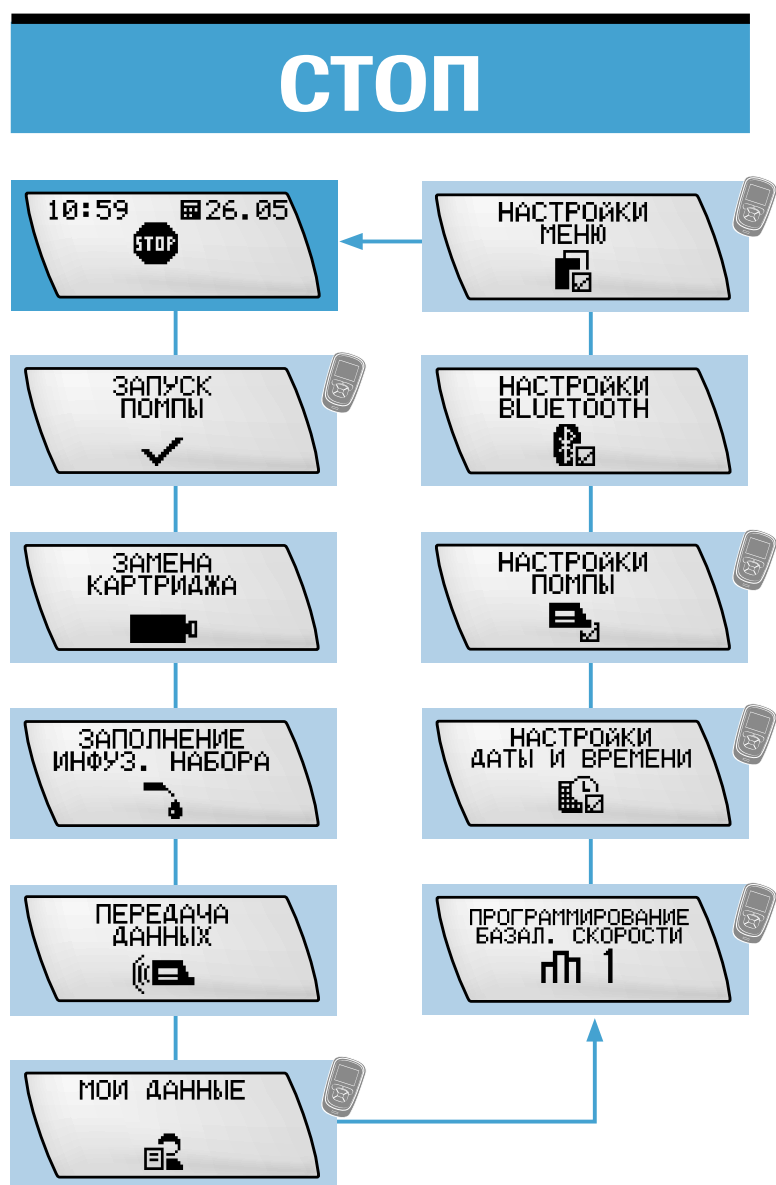 СТОП
10:59 26.05
STOP
ЗАПУСК
ПОМПЫ
ЗАМЕНА
КАРТРИДЖА
ЗАПОЛНЕНИЕ
ИНФУЗ. НАБОРА
ПЕРЕДАЧА
ДАННЫХ
МОИ ДАННЫЕ
ПРОГРАММИРОВАНИЕ
БАЗАЛ. СКОРОСТИ
1
НАСТРОЙКИ
ДАТЫ И ВРЕМЕНИ
НАСТРОЙКИ
ПОМПЫ
НАСТРОЙКИ
BLUETOOTH
НАСТРОЙКИ
МЕНЮ